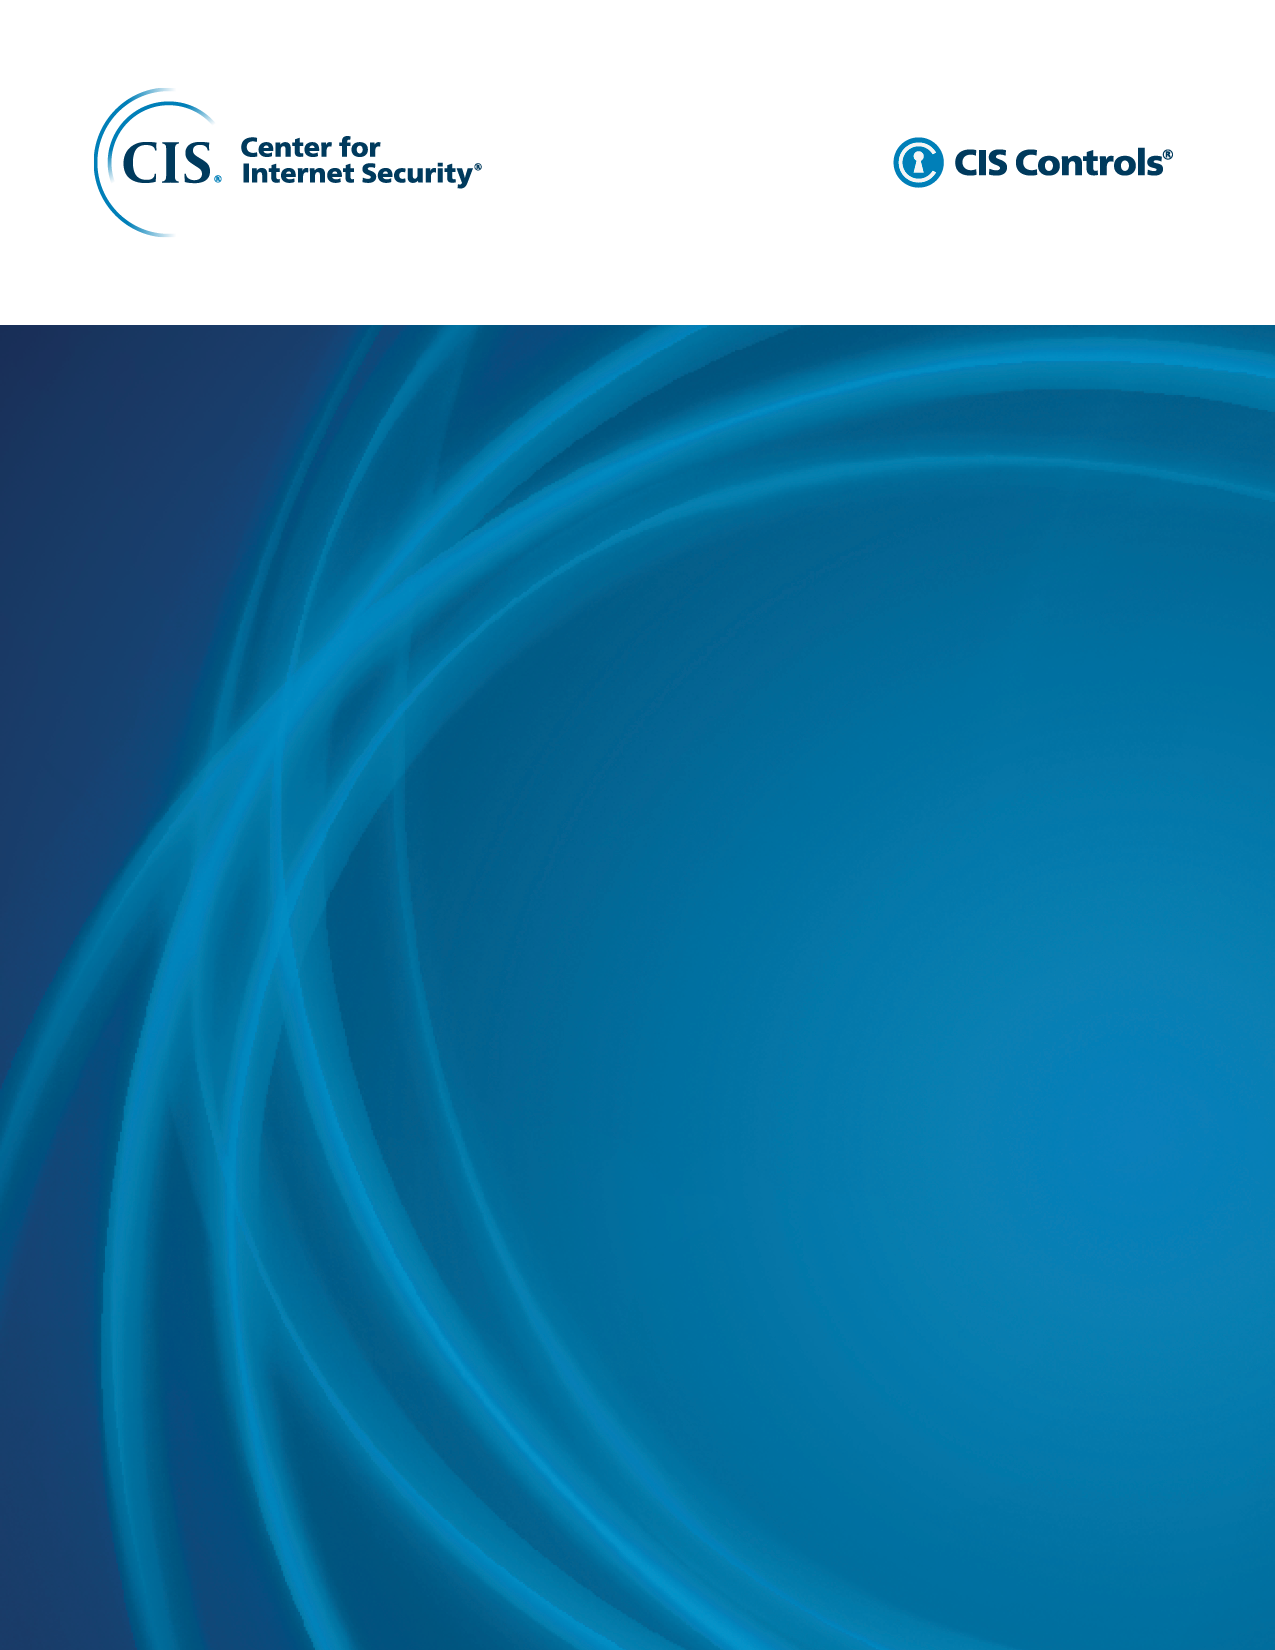 CIS®
Center for
Internet Security®
CIS Controls®